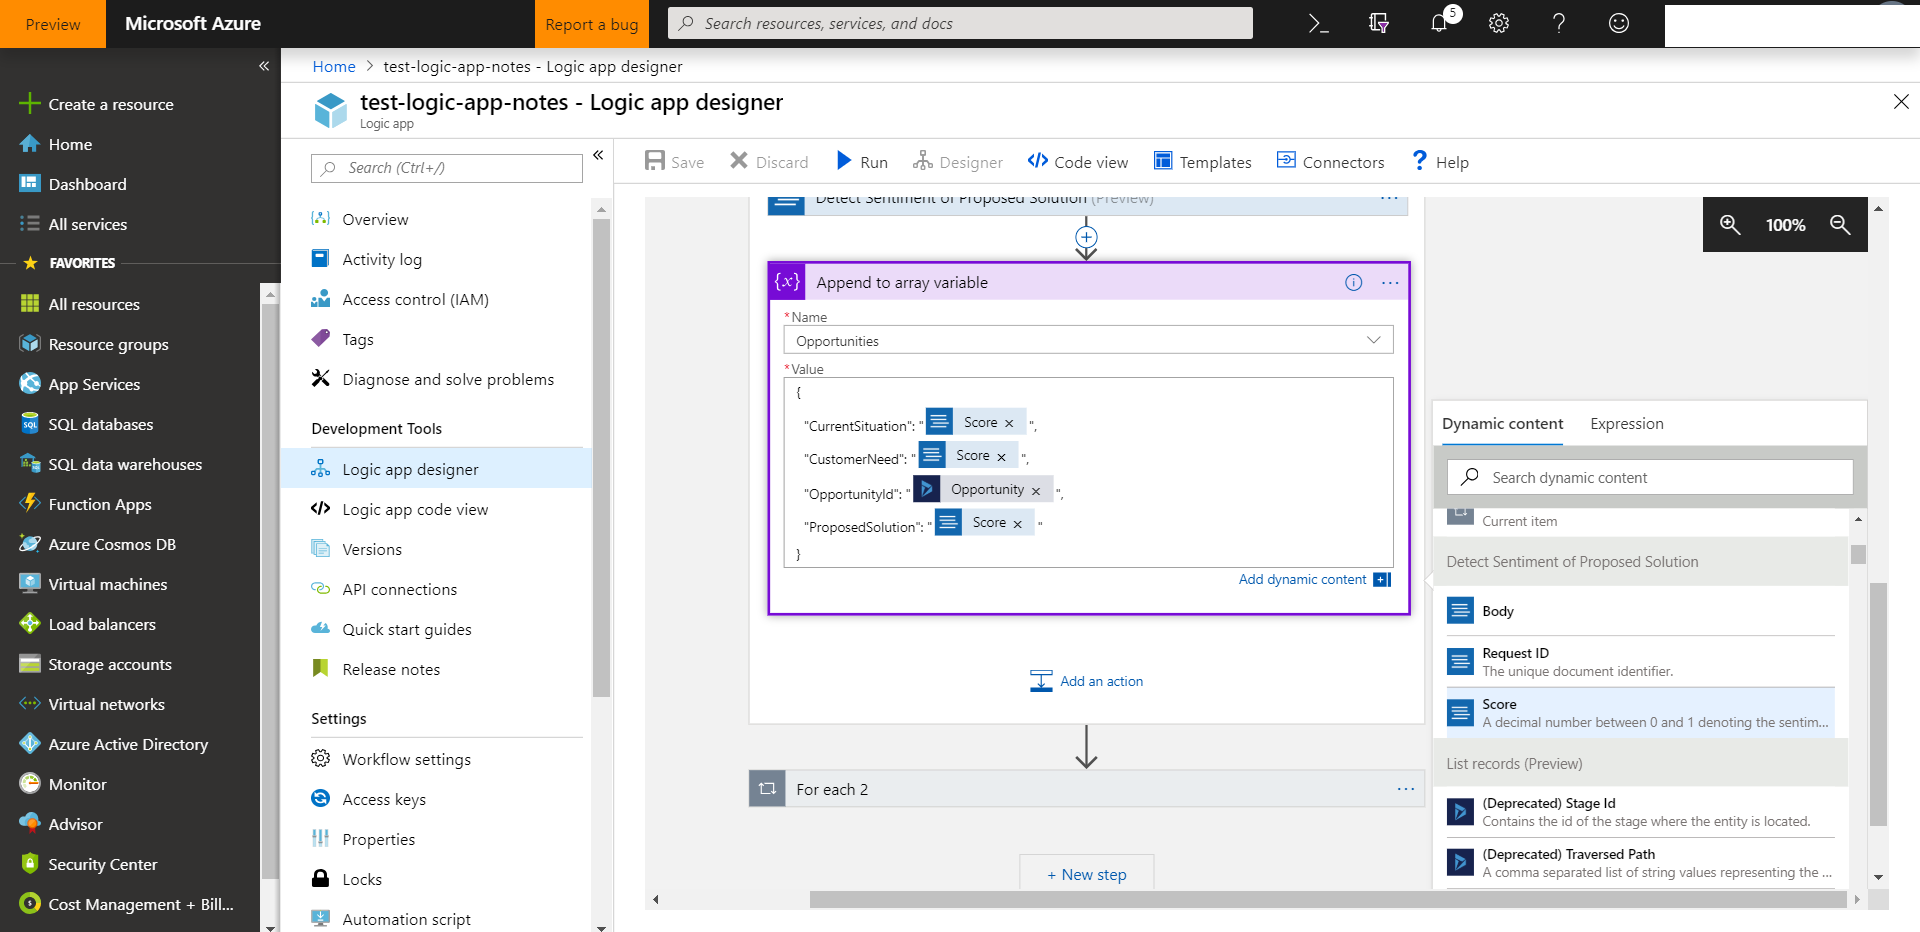 Preview
Microsoft Azure
Report a bug
Search resources, services, and docs
5
Home > test-logic-app-notes - Logic app designer
test-logic-app-notes - Logic app designer
Logic app
Create a resource
Home
Dashboard
All services
FAVORITES
All resources
Resource groups
App Services
SQL databases
SQL data warehouses
Function Apps
Azure Cosmos DB
Virtual machines
Load balancers
Storage accounts
Virtual networks
Azure Active Directory
Monitor
Advisor
Security Center
Cost Management + Bill...
Search (Ctrl+/)
Overview
Activity log
Access control (IAM)
Tags
Diagnose and solve problems
Development Tools
Logic app designer
Logic app code view
Versions
API connections
Quick start guides
Release notes
Settings
Workflow settings
Access keys
Properties
Locks
Automation script
Save
Discard
Run
Designer
Code view
Templates
Connectors
Help
100%
Detect Sentiment of Proposed Solution (Preview)
{x} Append to array variable
* Name
Opportunities
* Value
{
"CurrentSituation": " Score × ",
"CustomerNeed": " Score × ",
"OpportunityId": " Opportunity × ",
"ProposedSolution": " Score × "
}
Add dynamic content
Add an action
For each 2
+ New step
Dynamic content
Expression
Search dynamic content
Current item
Detect Sentiment of Proposed Solution
Body
Request ID
The unique document identifier.
Score
A decimal number between 0 and 1 denoting the sentim...
List records (Preview)
(Deprecated) Stage Id
Contains the id of the stage where the entity is located.
(Deprecated) Traversed Path
A comma separated list of string values representing the ...